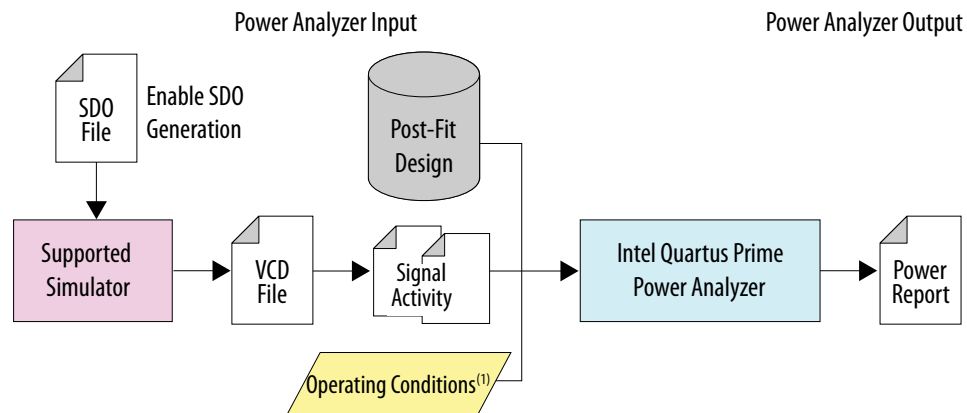 Power Analyzer Input
Power Analyzer Output
SDO
File
Enable SDO
Generation
Post-Fit
Design
Supported
Simulator
VCD
File
Signal
Activity
Intel Quartus Prime
Power Analyzer
Power
Report
Operating Conditions(1)